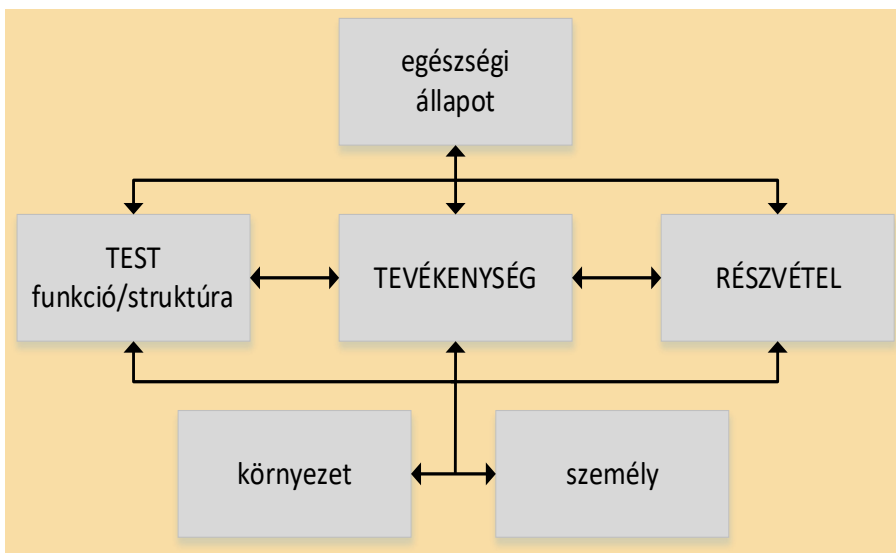 egészségi
állapot
TEST
funkció/struktúra
TEVÉKENYSÉG
RÉSZVÉTEL
környezet
személy